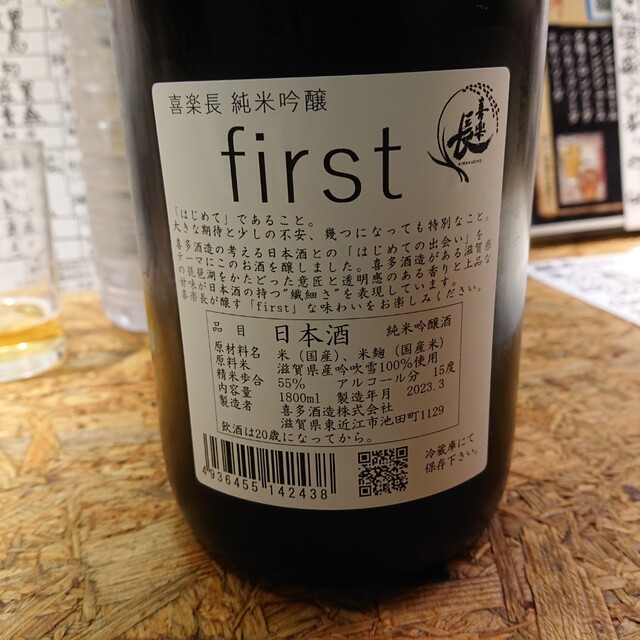 喜楽長 純米吟醸
喜楽長
first
「はじめて」であること。
大きな期待と少しの不安、幾つになっても特別なこと。
喜多酒造の考える日本酒との「はじめての出会い」を
テーマにこのお酒を醸しました。喜多酒造がある滋賀県
の琵琶湖をかたどった意匠と透明感のある香りと上品な
甘味が日本酒の持つ"繊細さ"を表現しています。
喜楽長が醸す「first」な味わいをお楽しみください。
品目 日本酒 純米吟醸酒
原材料名 米(国産)、米麹(国産米)
原料米 滋賀県産吟吹雪100%使用
精米歩合 55% アルコール分 15度
内容量 1800ml 製造年月 2023.3
製造者 喜多酒造株式会社
滋賀県東近江市池田町1129
飲酒は20歳になってから。
4936455142438
冷蔵庫にて
保存下さい。